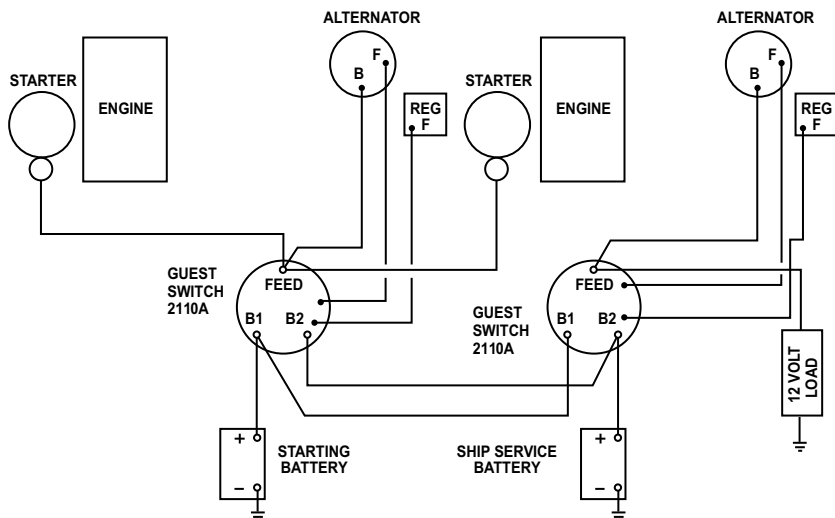 ALTERNATOR
F
B
STARTER
ENGINE
REG
F
STARTER
ENGINE
ALTERNATOR
F
B
REG
F
GUEST
SWITCH
2110A
FEED
B1 B2
GUEST
SWITCH
2110A
FEED
B1 B2
12 VOLT
LOAD
+
–
STARTING
BATTERY
SHIP SERVICE
BATTERY
+
–